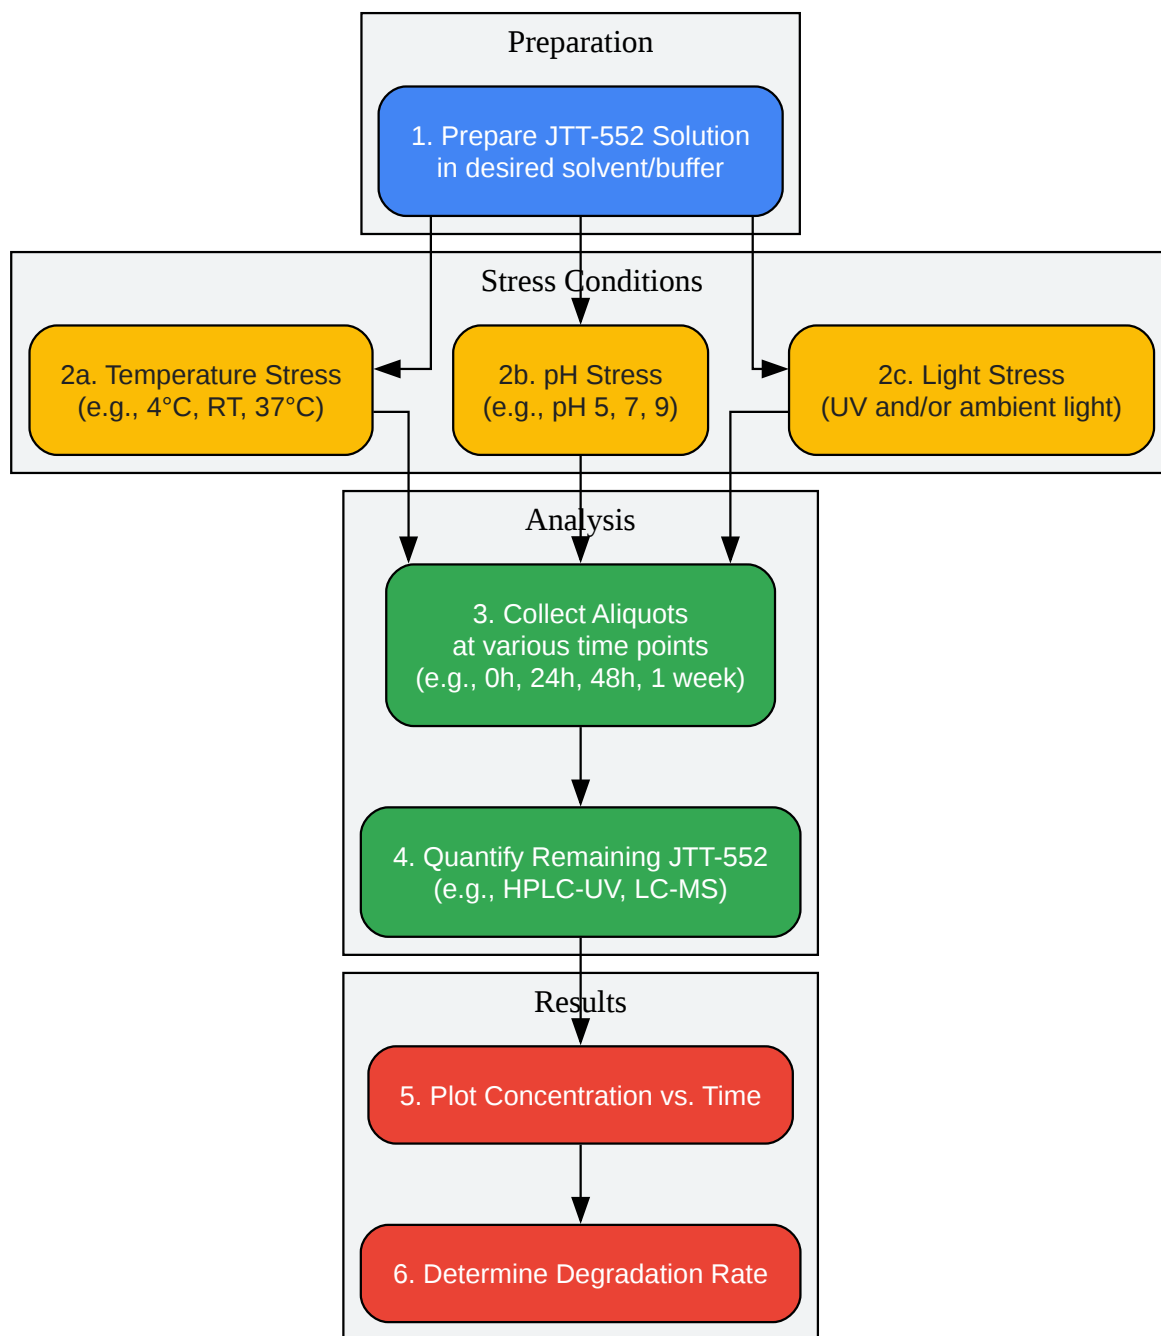 Preparation
1. Prepare JTT-552 Solution
in desired solvent/buffer
Stress Conditions
2a. Temperature Stress
(e.g., 4°C, RT, 37°C)
2b. pH Stress
(e.g., pH 5, 7, 9)
2c. Light Stress
(UV and/or ambient light)
Analysis
3. Collect Aliquots
at various time points
(e.g., 0h, 24h, 48h, 1 week)
4. Quantify Remaining JTT-552
(e.g., HPLC-UV, LC-MS)
Results
5. Plot Concentration vs. Time
6. Determine Degradation Rate